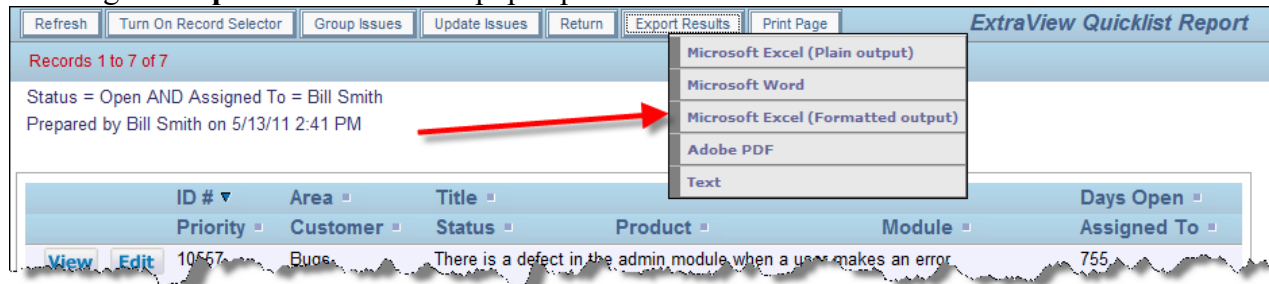 Refresh Turn On Record Selector Group Issues Update Issues Return Export Results Print Page ExtraView Quicklist Report
Records 1 to 7 of 7
Microsoft Excel (Plain output)
Microsoft Word
Microsoft Excel (Formatted output)
Adobe PDF
Text
Status = Open AND Assigned To = Bill Smith
Prepared by Bill Smith on 5/13/11 2:41 PM
ID # Area Title Days Open
Priority Customer Status Product Module Assigned To
View Edit 10557 Bugs There is a defect in the admin module when a user makes an error 755